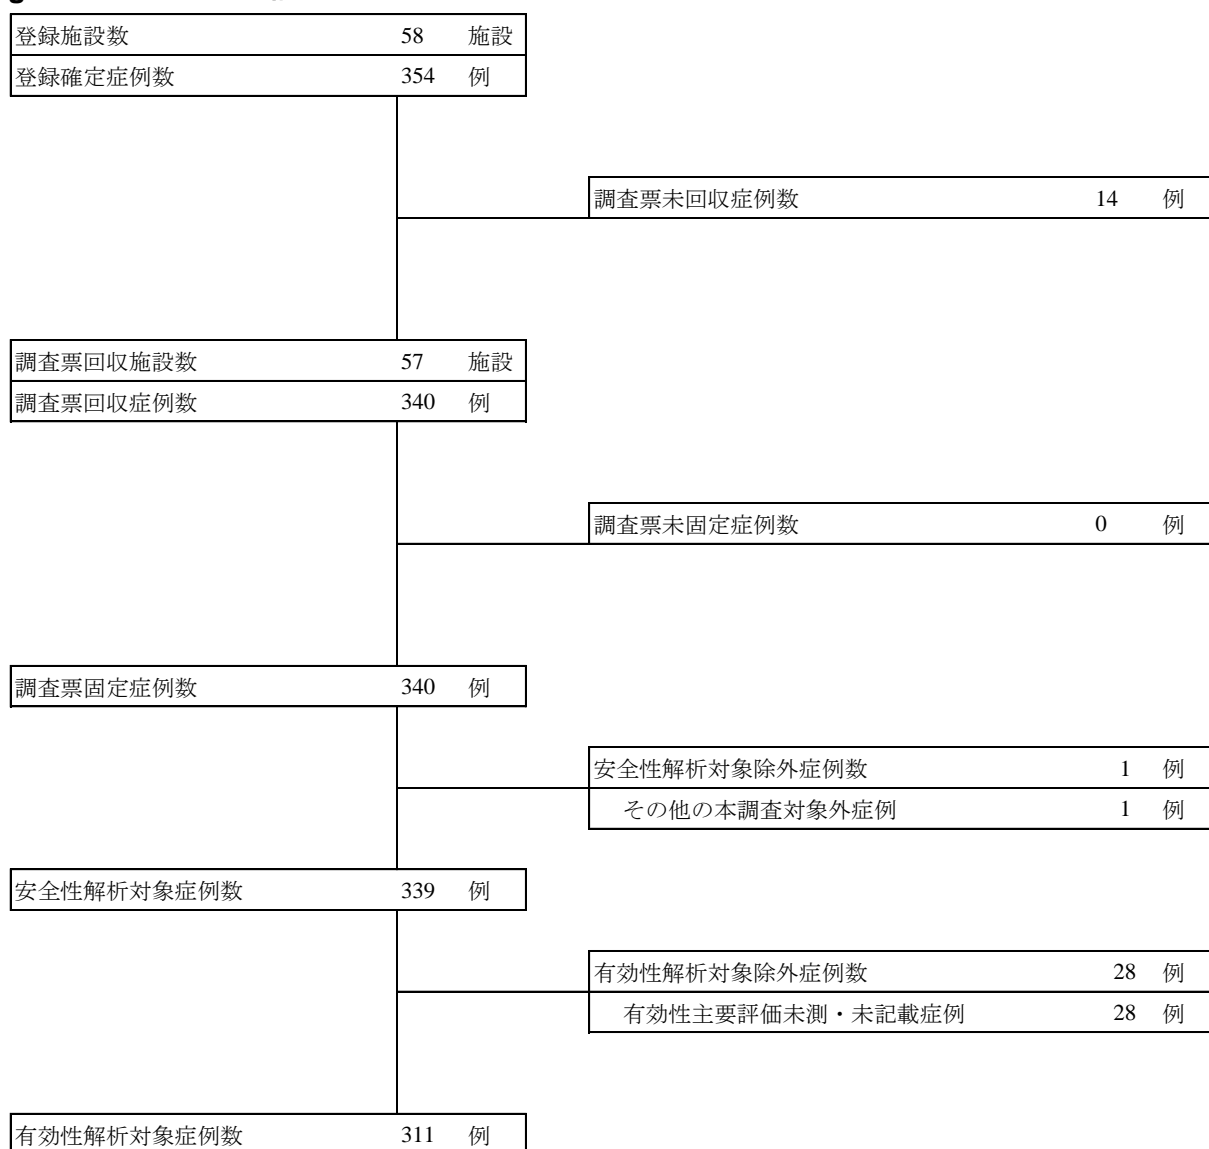 登録施設数 58 施設
登録確定症例数 354 例
調査票未回収症例数 14 例
調査票回収施設数 57 施設
調査票回収症例数 340 例
調査票未固定症例数 0 例
調査票固定症例数 340 例
安全性解析対象除外症例数 1 例
その他の本調査対象外症例 1 例
安全性解析対象症例数 339 例
有効性解析対象除外症例数 28 例
有効性主要評価未測・未記載症例 28 例
有効性解析対象症例数 311 例